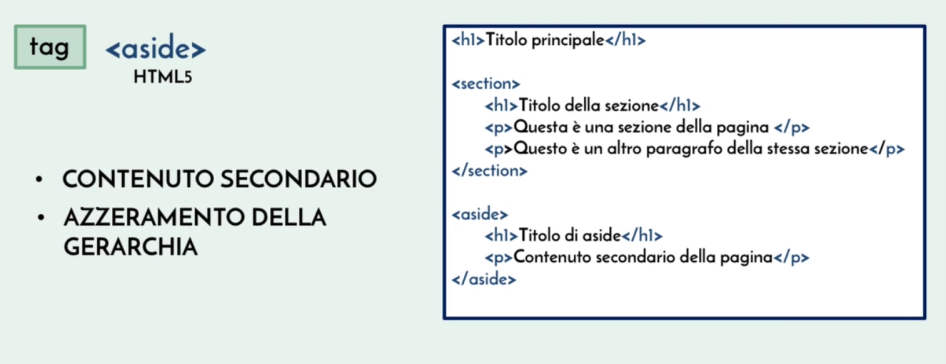 tag <aside>
HTML5
• CONTENUTO SECONDARIO
• AZZERAMENTO DELLA
GERARCHIA
<h1>Titolo principale</h1>
<section>
<h1>Titolo della sezione</h1>
<p>Questa è una sezione della pagina </p>
<p>Questo è un altro paragrafo della stessa sezione</p>
</section>
<aside>
<h1>Titolo di aside</h1>
<p>Contenuto secondario della pagina</p>
</aside>